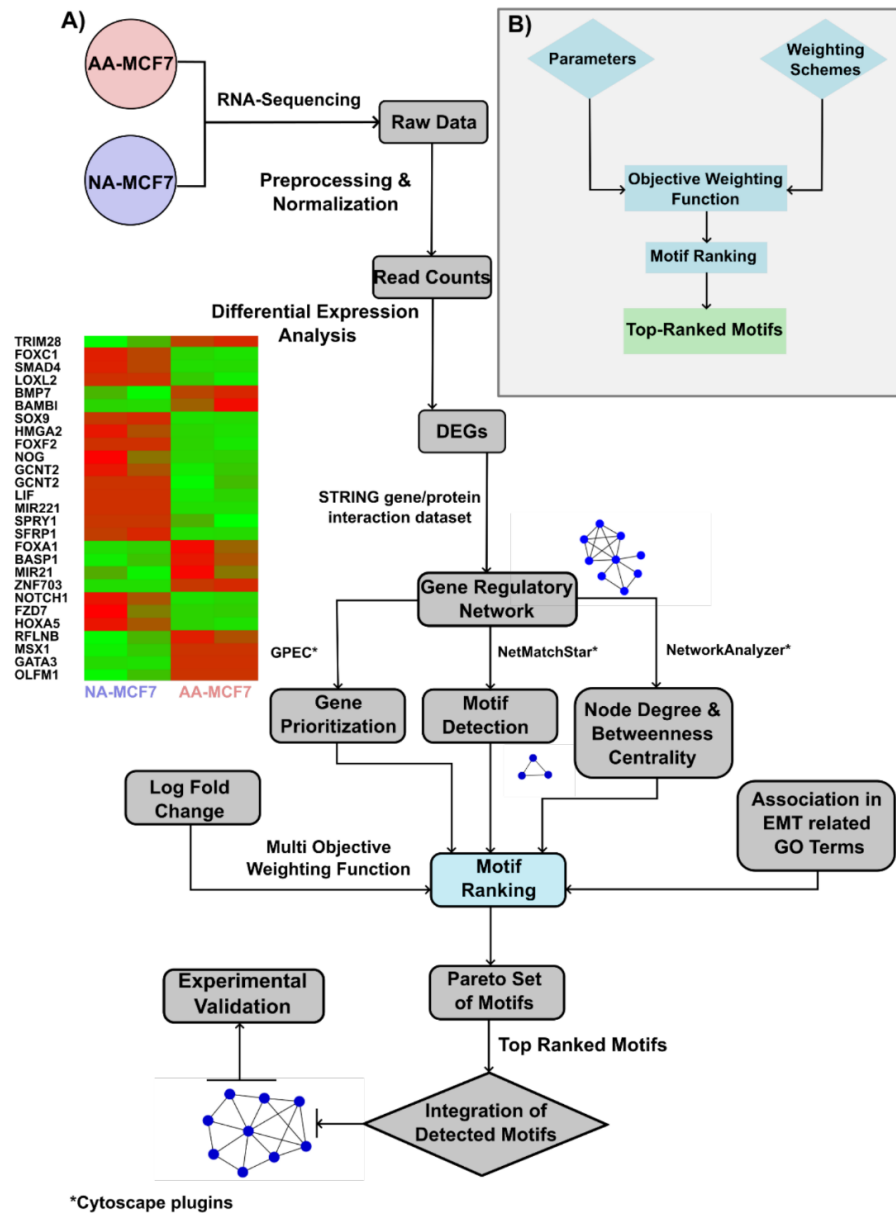 A)
B)
AA-MCF7
NA-MCF7
RNA-Sequencing
Raw Data
Preprocessing &
Normalization
Read Counts
Differential Expression
Analysis
DEGs
STRING gene/protein
interaction dataset
Gene Regulatory
Network
Parameters
Weighting
Schemes
Objective Weighting
Function
Motif Ranking
Top-Ranked Motifs
TRIM28
FOXC1
SMAD4
LOXL2
BMP7
BAMBI
SOX9
HMGA2
FOXF2
NOG
GCNT2
GCNT2
LIF
MIR221
SPRY1
SFRP1
FOXA1
BASP1
MIR21
ZNF703
NOTCH1
FZD7
HOXA5
RFLNB
MSX1
GATA3
OLFM1
NA-MCF7
AA-MCF7
GPEC*
NetMatchStar*
NetworkAnalyzer*
Gene
Prioritization
Motif
Detection
Node Degree &
Betweenness
Centrality
Log Fold
Change
Association in
EMT related
GO Terms
Multi Objective
Weighting Function
Motif
Ranking
Pareto Set
of Motifs
Experimental
Validation
Top Ranked Motifs
Integration of
Detected Motifs
*Cytoscape plugins